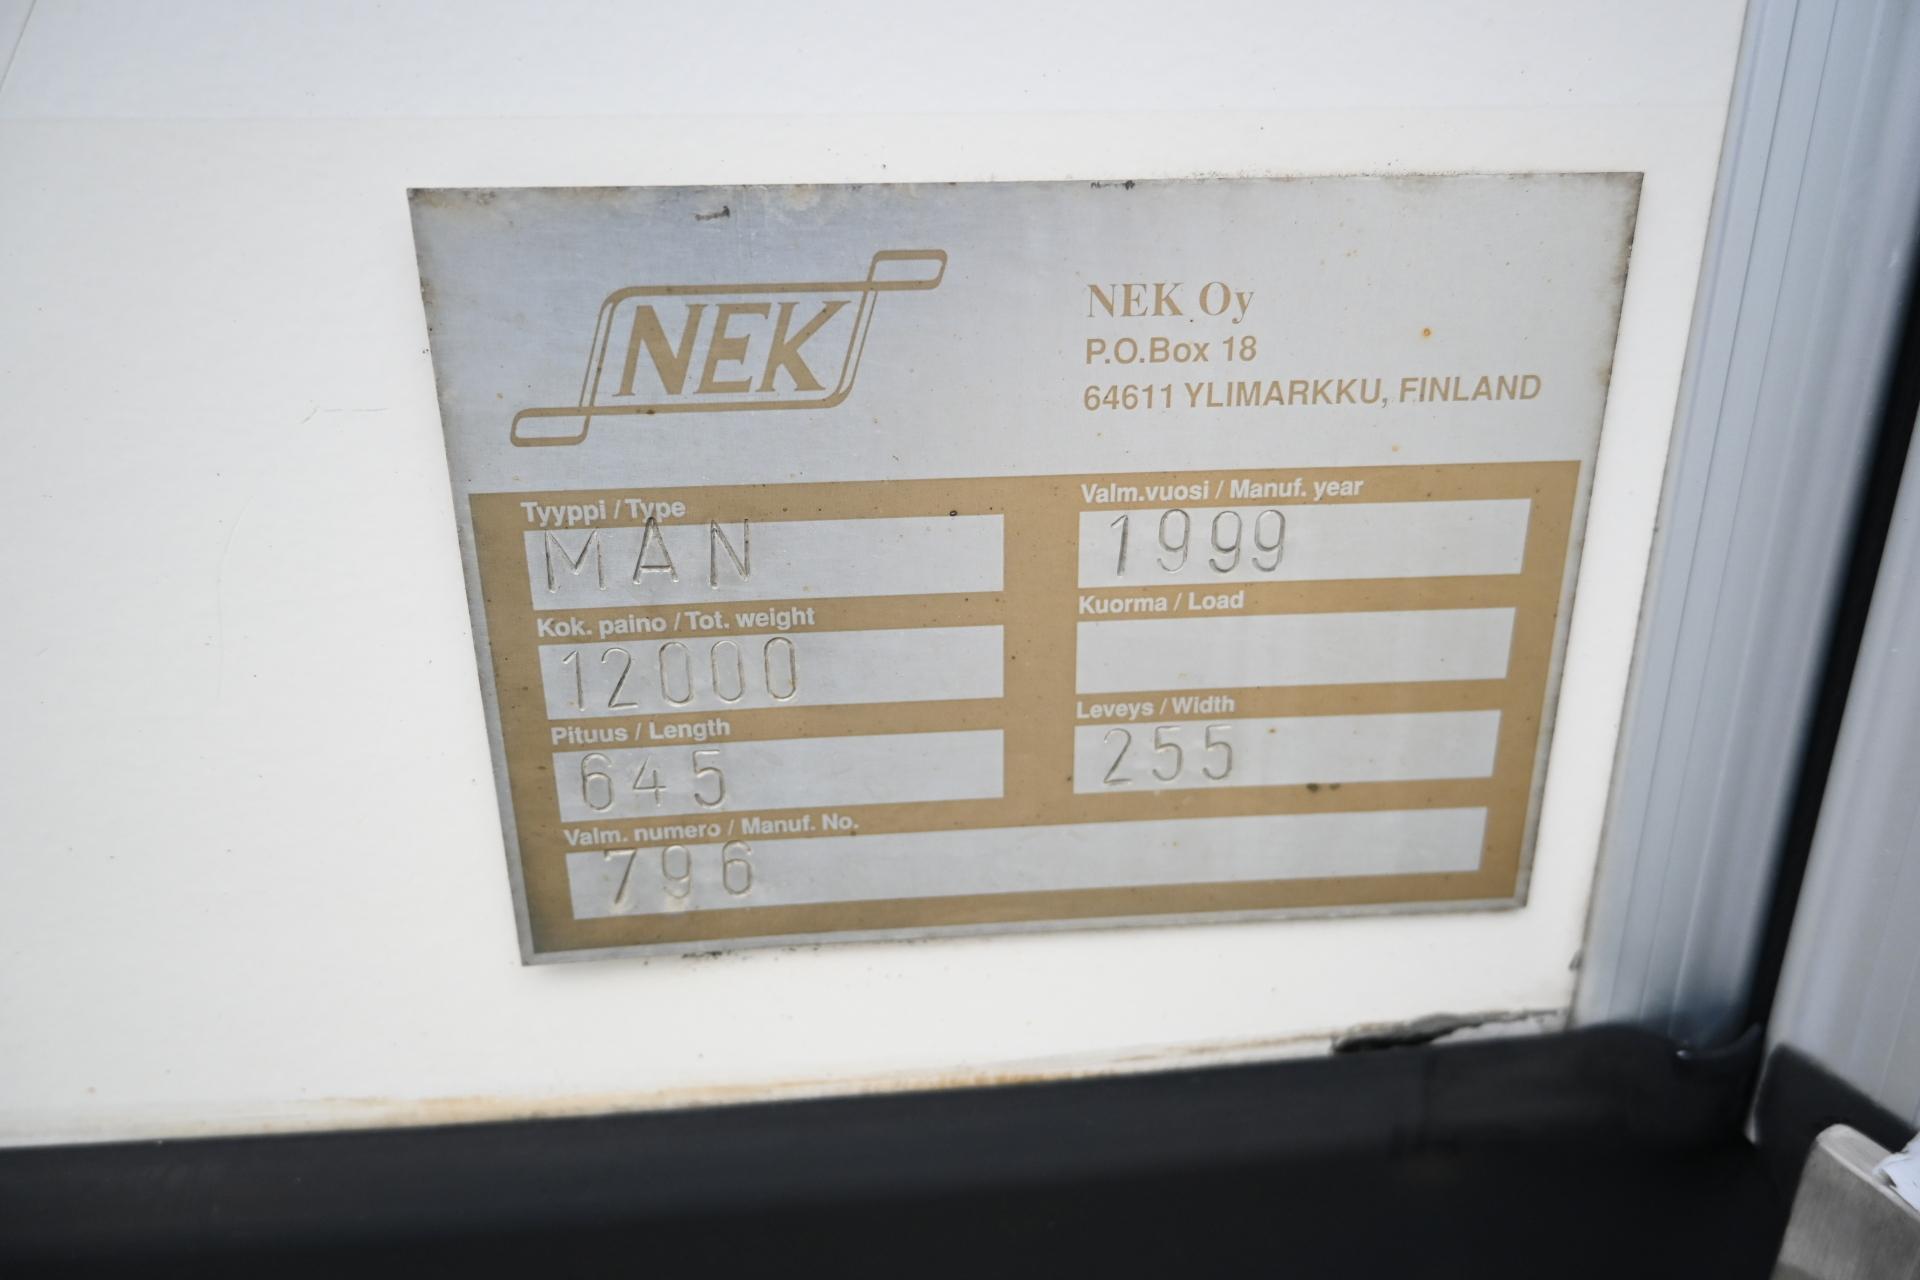 NEK
NEK Oy
P.O.Box 18
64611 YLIMARKKU, FINLAND
Tyyppi / Type
MAN
Valm.vuosi / Manuf. year
1999
Kok. paino / Tot. weight
12000
Kuorma / Load
Pituus / Length
645
Leveys / Width
255
Valm. numero / Manuf. No.
796